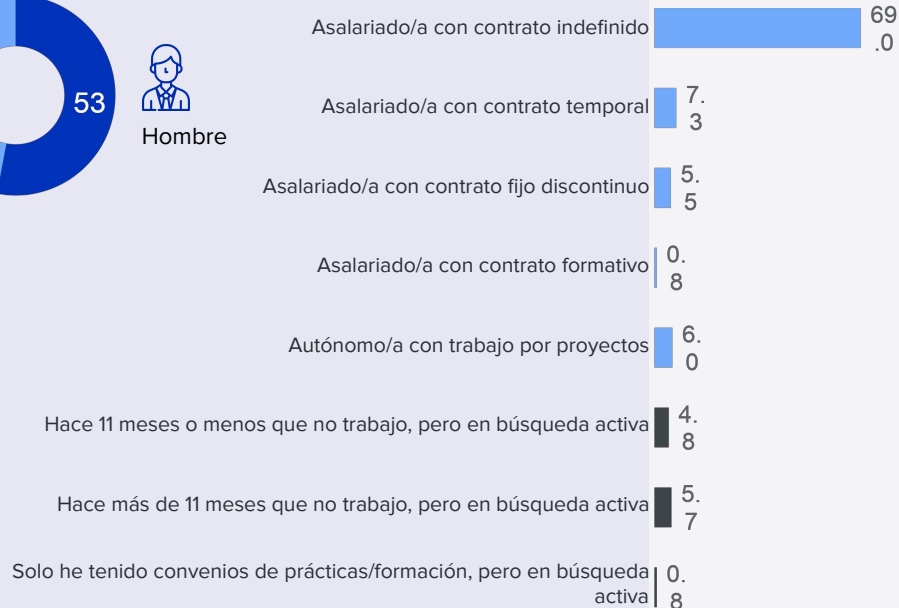 53
Hombre
Asalariado/a con contrato indefinido
69
.0
Asalariado/a con contrato temporal
7.
3
Asalariado/a con contrato fijo discontinuo
5.
5
Asalariado/a con contrato formativo
0.
8
Autónomo/a con trabajo por proyectos
6.
0
Hace 11 meses o menos que no trabajo, pero en búsqueda activa
4.
8
Hace más de 11 meses que no trabajo, pero en búsqueda activa
5.
7
Solo he tenido convenios de prácticas/formación, pero en búsqueda
activa
0.
8